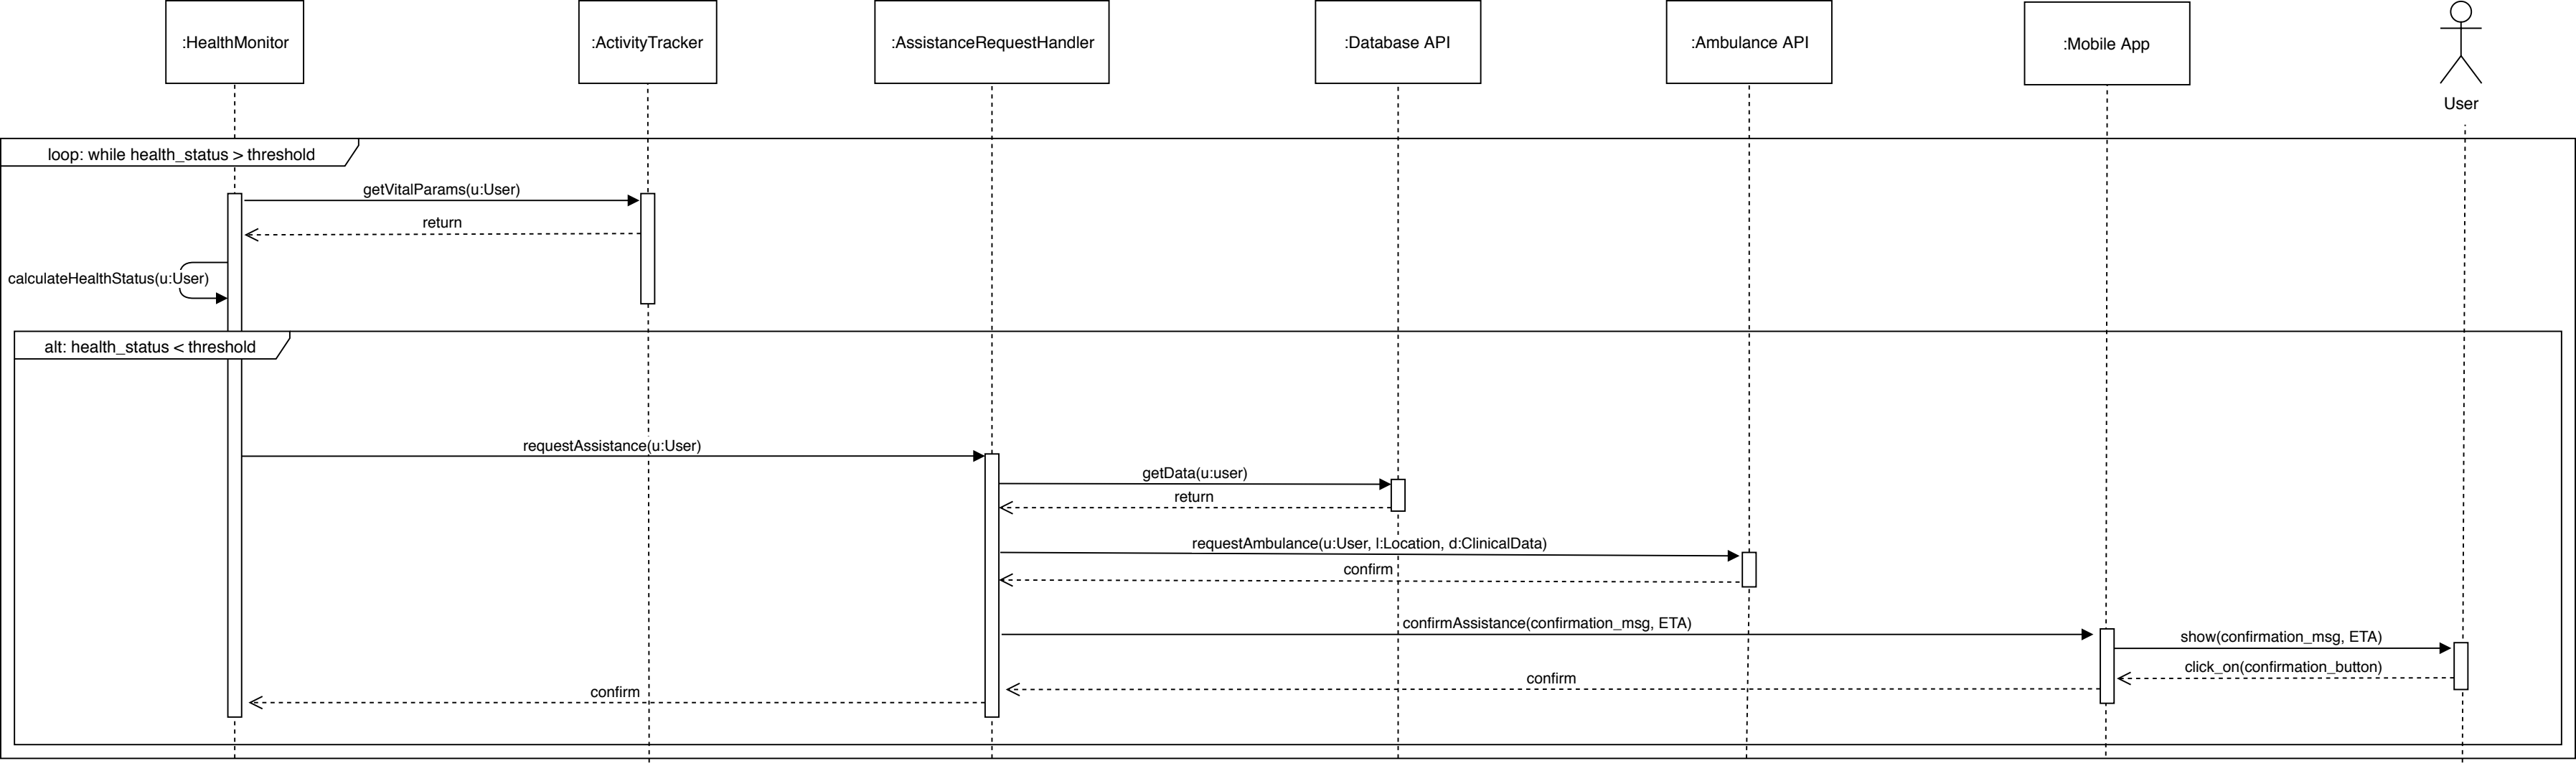 :HealthMonitor
:ActivityTracker
:AssistanceRequestHandler
:Database API
:Ambulance API
:Mobile App
User
loop: while health_status > threshold
getVitalParams(u:User)
return
calculateHealthStatus(u:User)
alt: health_status < threshold
requestAssistance(u:User)
getData(u:user)
return
requestAmbulance(u:User, l:Location, d:ClinicalData)
confirm
confirmAssistance(confirmation_msg, ETA)
show(confirmation_msg, ETA)
click_on(confirmation_button)
confirm
confirm